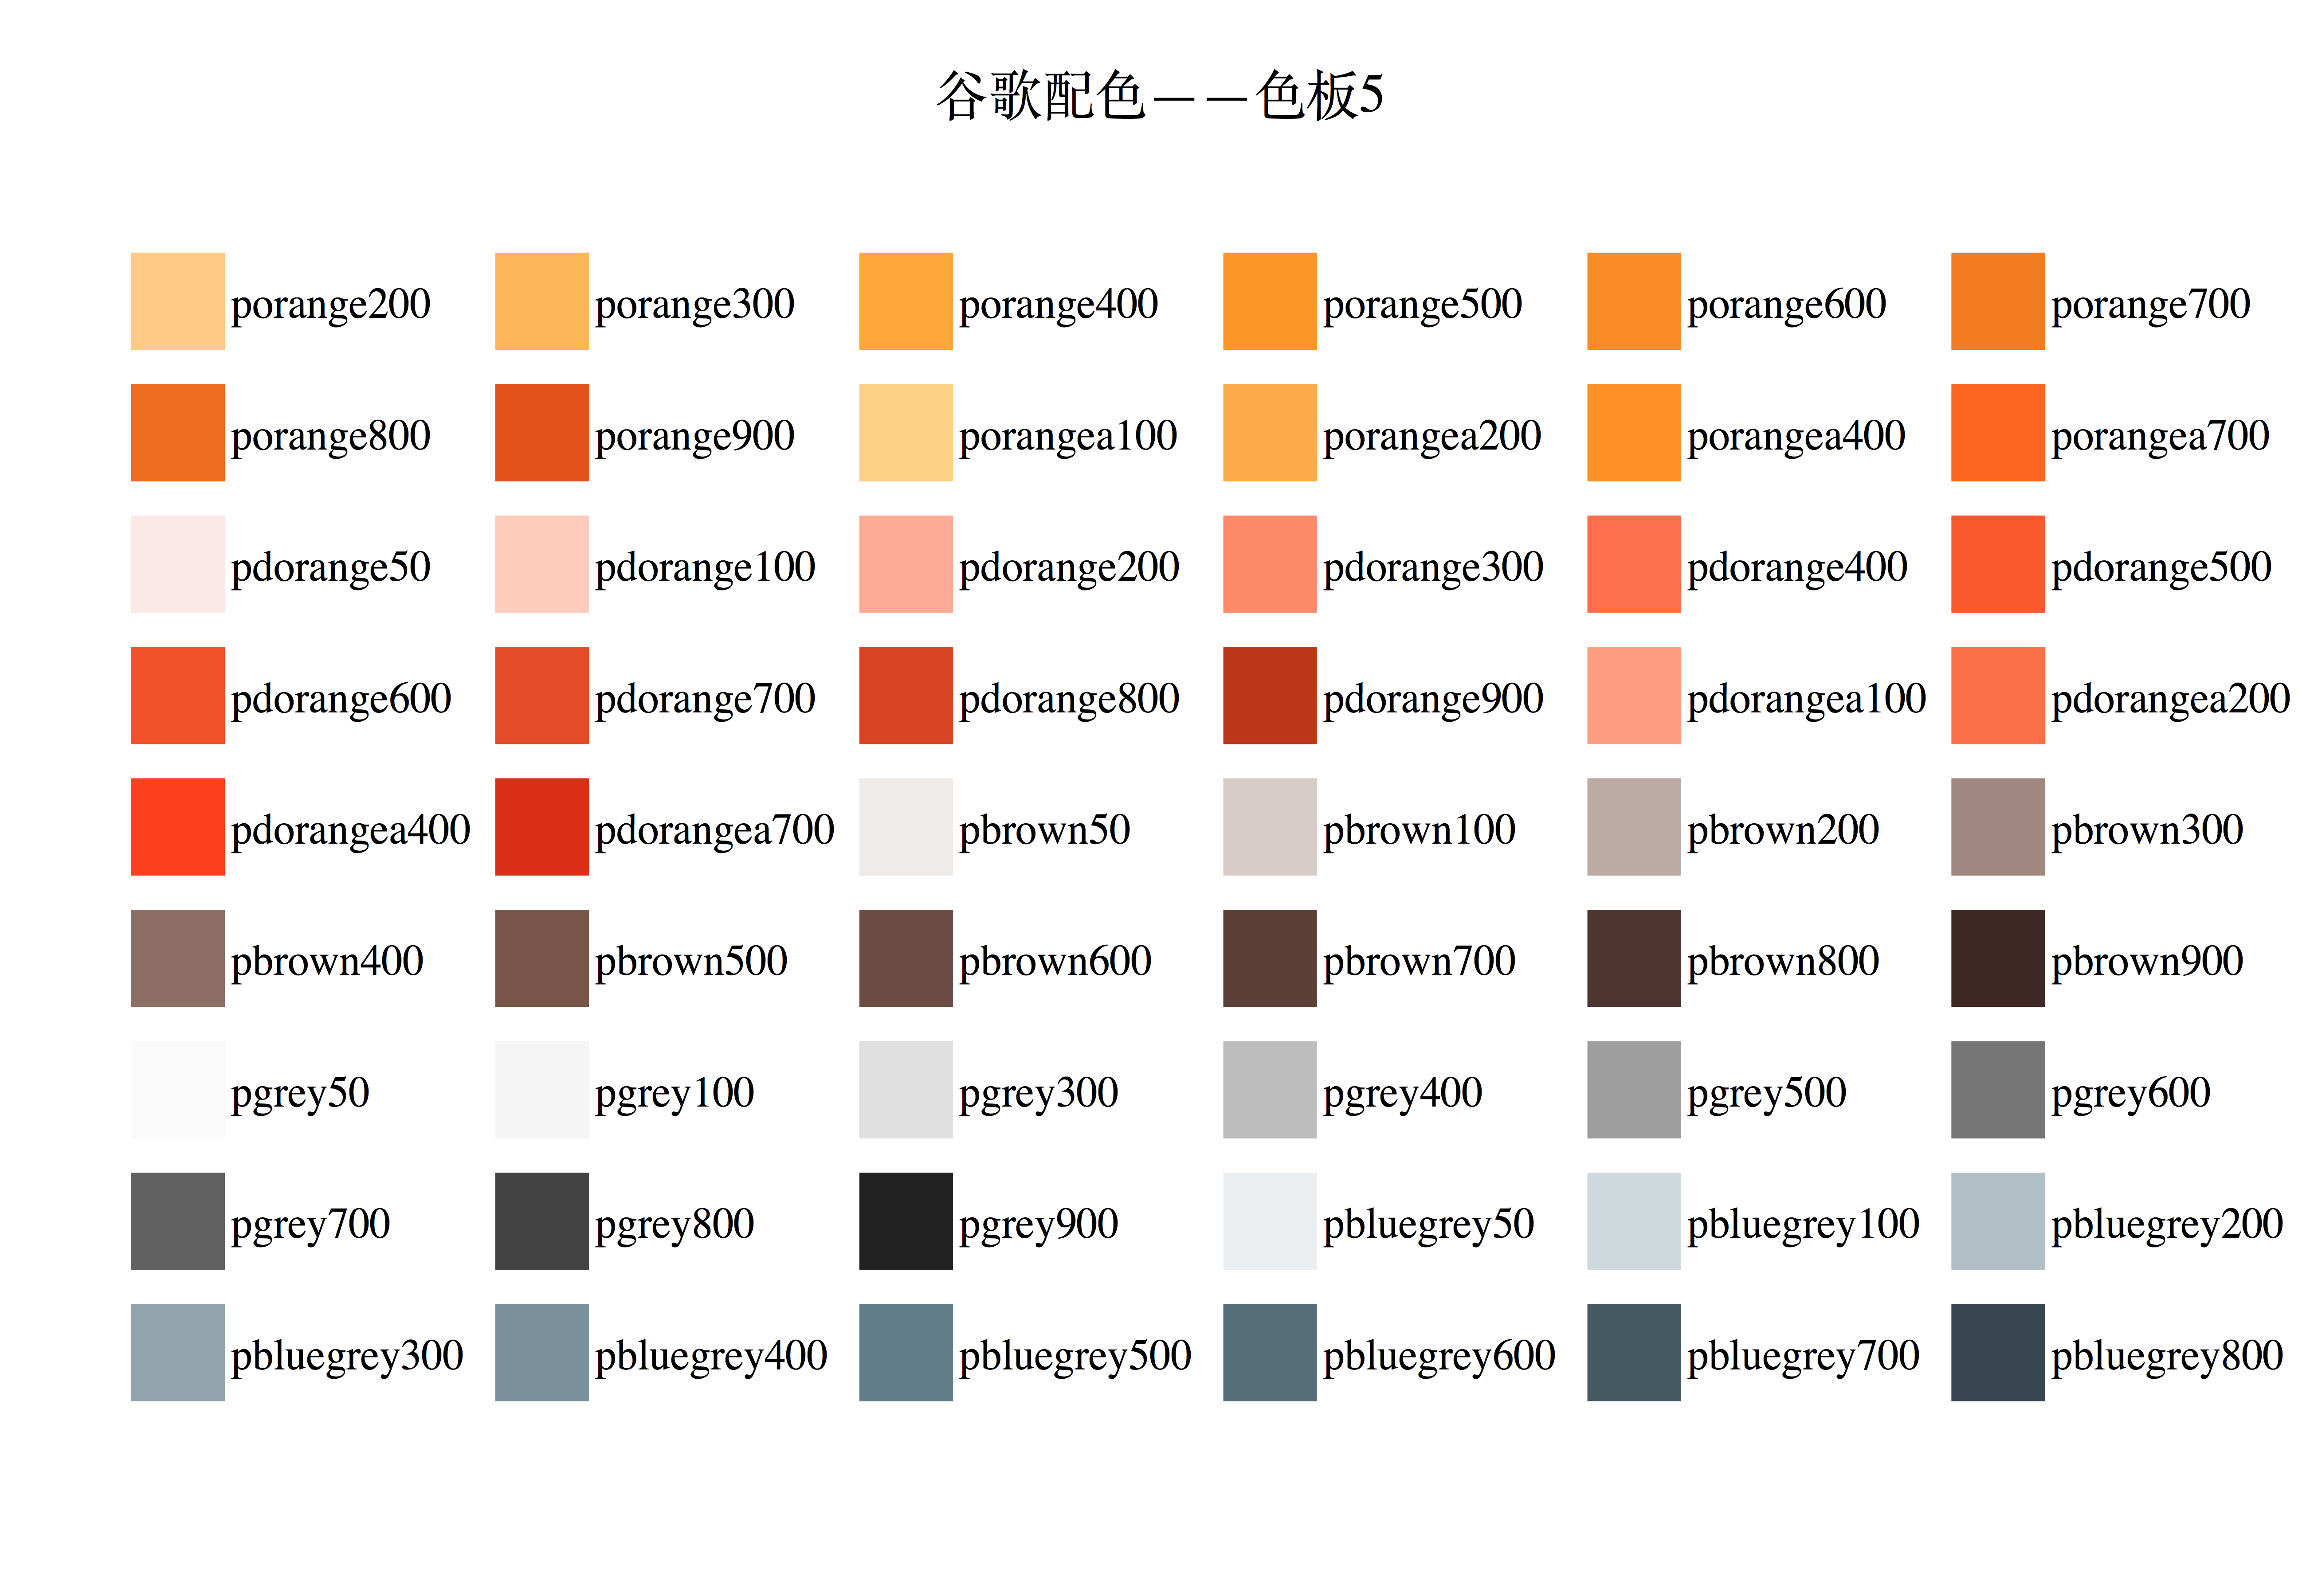 谷歌配色——色板5
porange200 porange300 porange400 porange500 porange600 porange700
porange800 porange900 porangea100 porangea200 porangea400 porangea700
pdorange50 pdorange100 pdorange200 pdorange300 pdorange400 pdorange500
pdorange600 pdorange700 pdorange800 pdorange900 pdorangea100 pdorangea200
pdorangea400 pdorangea700 pbrown50 pbrown100 pbrown200 pbrown300
pbrown400 pbrown500 pbrown600 pbrown700 pbrown800 pbrown900
pgrey50 pgrey100 pgrey300 pgrey400 pgrey500 pgrey600
pgrey700 pgrey800 pgrey900 pbluegrey50 pbluegrey100 pbluegrey200
pbluegrey300 pbluegrey400 pbluegrey500 pbluegrey600 pbluegrey700 pbluegrey800